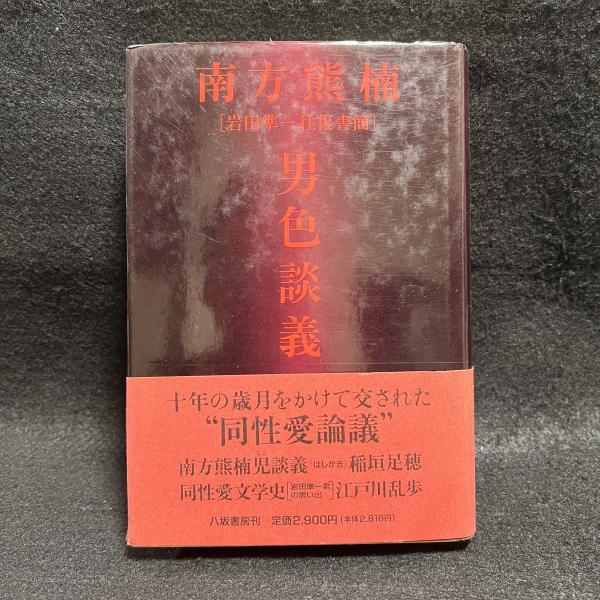 南方熊楠
[岩田準一往復書簡]
男色談義
十年の歳月をかけて交された
“同性愛論議”
南方熊楠児談義[はしがき]稲垣足穂
同性愛文学史[岩田準一君の思い出]江戸川乱歩
八坂書房刊 定価2,900円(本体2,816円)